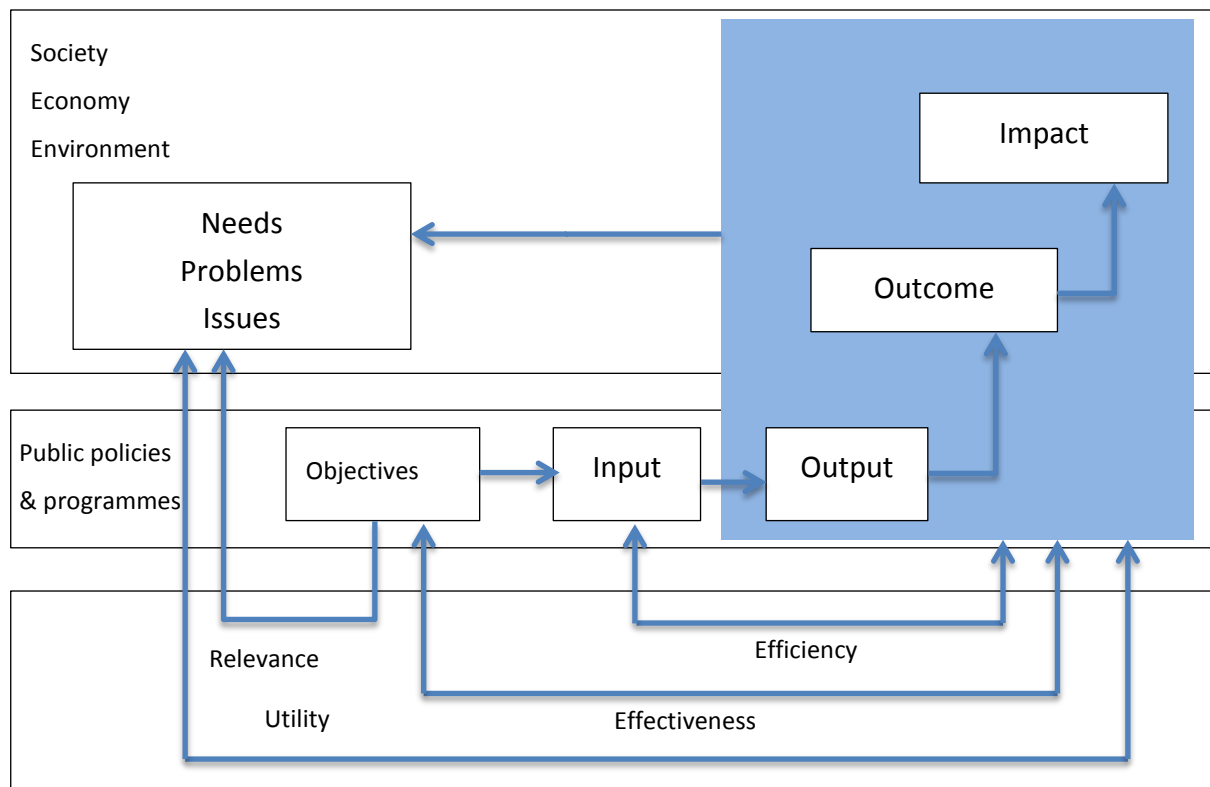 Society
Economy
Environment
Impact
Needs
Problems
Issues
Outcome
Public policies
& programmes
Objectives
Input
Output
Relevance
Efficiency
Utility
Effectiveness